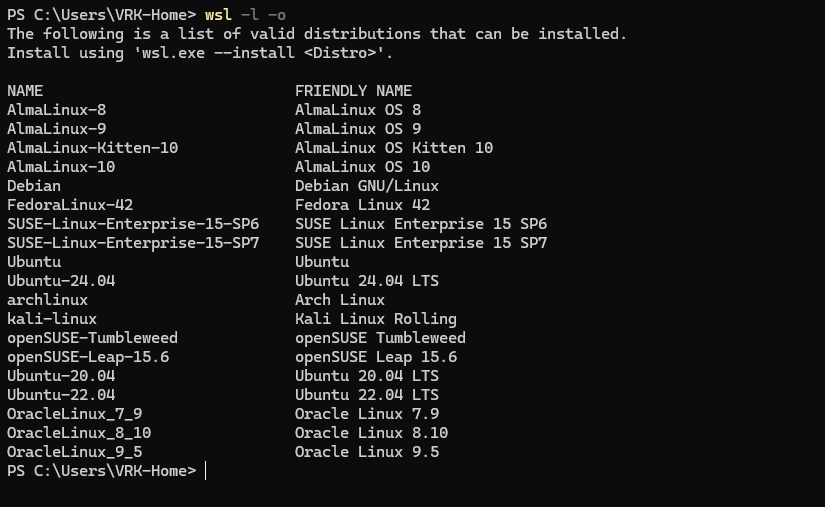 PS C:\Users\VRK-Home> wsl -l -o
The following is a list of valid distributions that can be installed.
Install using 'wsl.exe --install <Distro>'.
NAME                            FRIENDLY NAME
AlmaLinux-8                     AlmaLinux OS 8
AlmaLinux-9                     AlmaLinux OS 9
AlmaLinux-Kitten-10             AlmaLinux OS Kitten 10
AlmaLinux-10                    AlmaLinux OS 10
Debian                          Debian GNU/Linux
FedoraLinux-42                  Fedora Linux 42
SUSE-Linux-Enterprise-15-SP6    SUSE Linux Enterprise 15 SP6
SUSE-Linux-Enterprise-15-SP7    SUSE Linux Enterprise 15 SP7
Ubuntu                          Ubuntu
Ubuntu-24.04                    Ubuntu 24.04 LTS
archlinux                       Arch Linux
kali-linux                      Kali Linux Rolling
openSUSE-Tumbleweed             openSUSE Tumbleweed
openSUSE-Leap-15.6              openSUSE Leap 15.6
Ubuntu-20.04                    Ubuntu 20.04 LTS
Ubuntu-22.04                    Ubuntu 22.04 LTS
OracleLinux_7_9                 Oracle Linux 7.9
OracleLinux_8_10                Oracle Linux 8.10
OracleLinux_9_5                 Oracle Linux 9.5
PS C:\Users\VRK-Home>